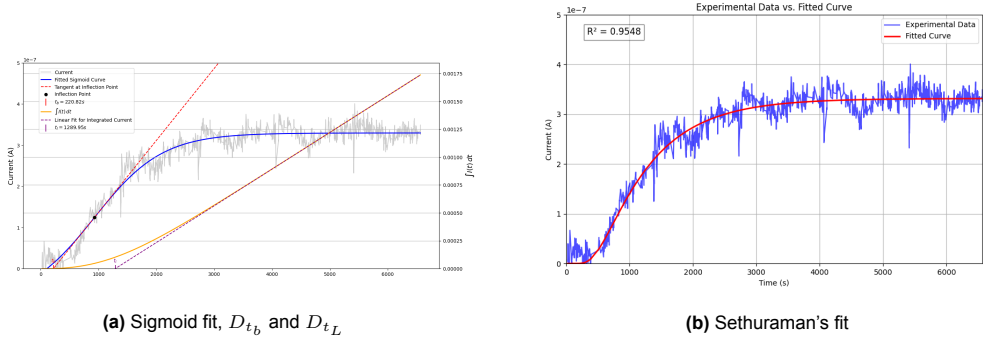 1e−7
Current
Fitted Sigmoid Curve
Tangent at Inflection Point
Inflection Point
t_b = 220.82s
∫I(t) dt
Linear Fit for Integrated Current
t_l = 1289.95s
5
4
3
2
1
0
Current (A)
0
1000
2000
3000
4000
5000
6000
0.00175
0.00150
0.00125
0.00100
0.00075
0.00050
0.00025
0.00000
∫I(t) dt
(a) Sigmoid fit, D_{t_b} and D_{t_L}
Experimental Data vs. Fitted Curve
1e−7
R² = 0.9548
Experimental Data
Fitted Curve
5
4
3
2
1
0
Current (A)
0
1000
2000
3000
4000
5000
6000
Time (s)
(b) Sethuraman's fit